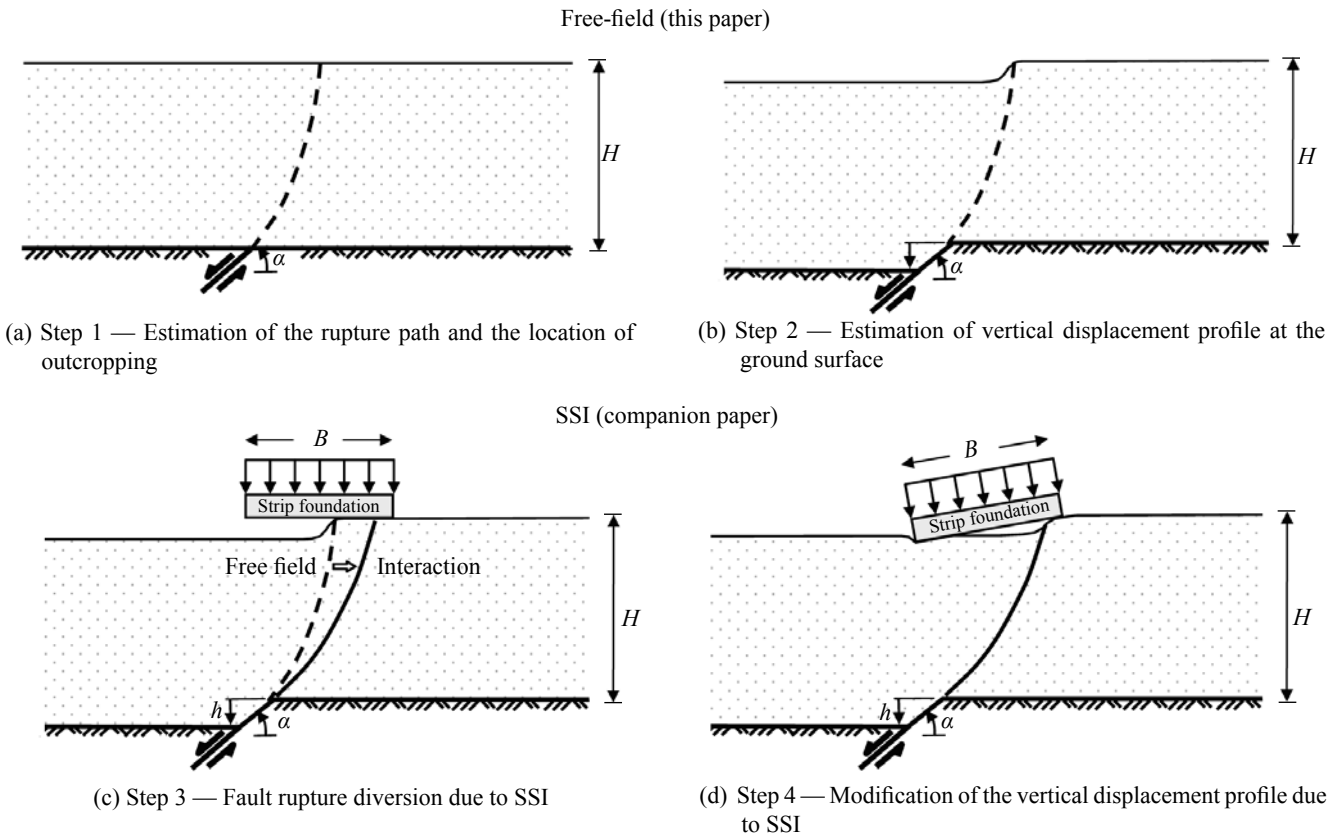 Free-field (this paper)
H
α
H
α
(a) Step 1 — Estimation of the rupture path and the location of
outcropping
(b) Step 2 — Estimation of vertical displacement profile at the
ground surface
SSI (companion paper)
B
Strip foundation
Free field
Interaction
H
h
α
B
Strip foundation
H
h
α
(c) Step 3 — Fault rupture diversion due to SSI
(d) Step 4 — Modification of the vertical displacement profile due
to SSI